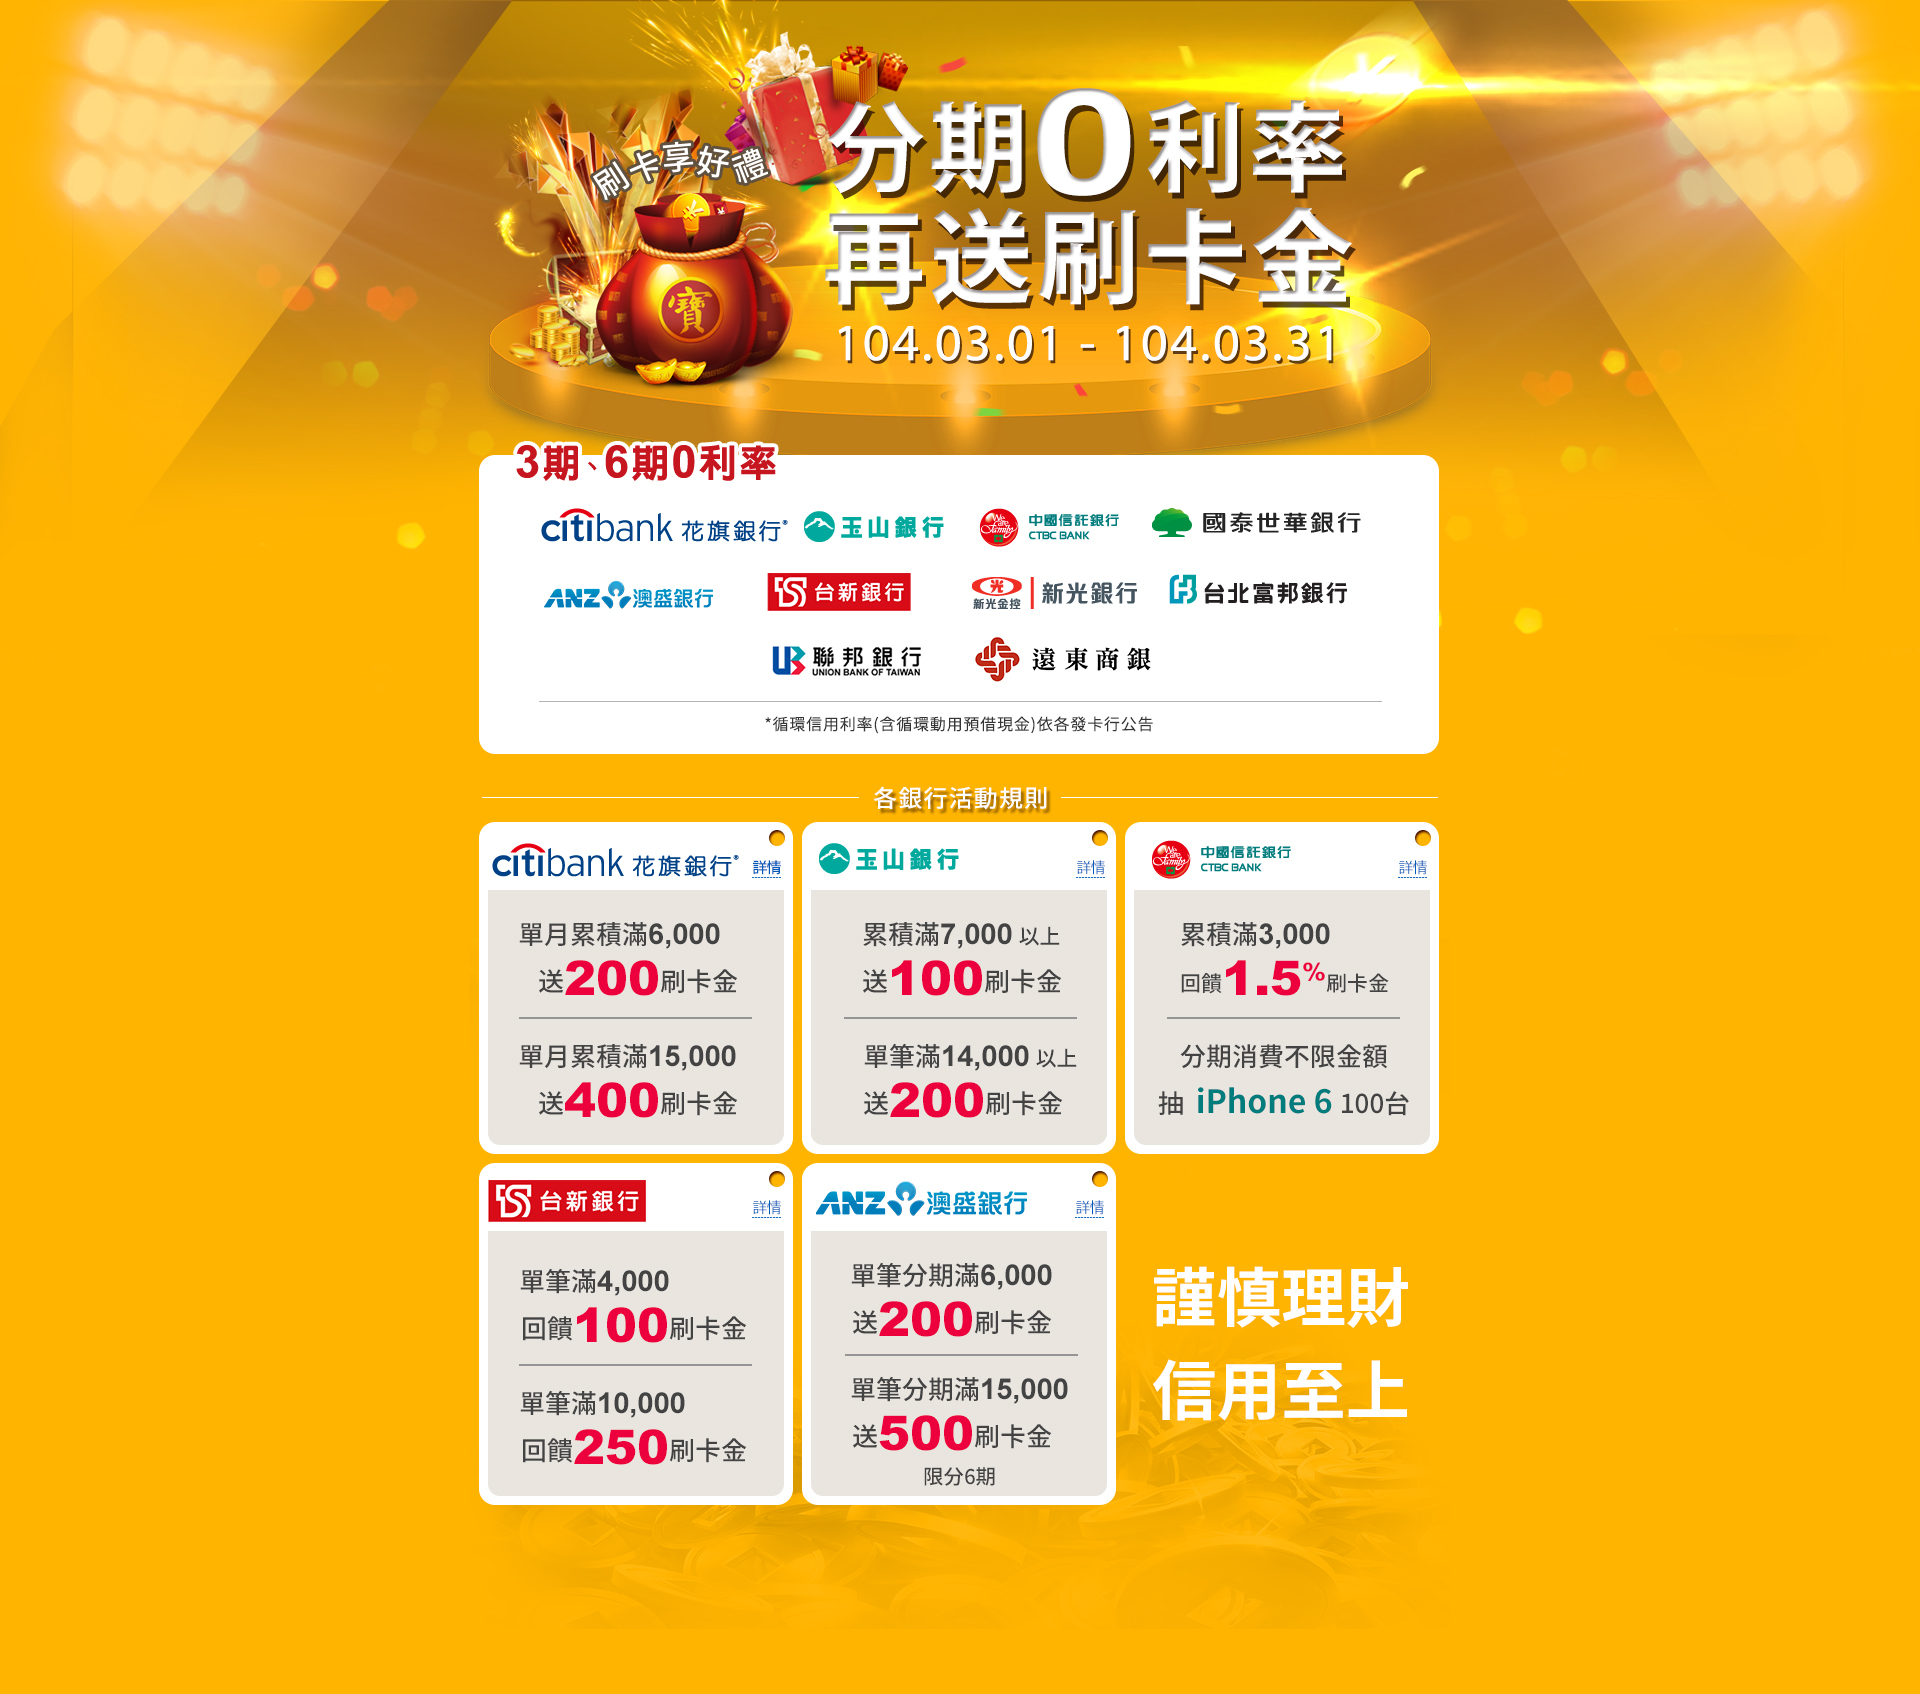 刷卡享好禮
分期0利率
再送刷卡金
104.03.01 - 104.03.31
3期、6期0利率
citibank 花旗銀行®
玉山銀行
We are Family
中國信託銀行
CTBC BANK
國泰世華銀行
ANZ 澳盛銀行
台新銀行
光
新光金控
新光銀行
台北富邦銀行
聯邦銀行
UNION BANK OF TAIWAN
遠東商銀
*循環信用利率(含循環動用預借現金)依各發卡行公告
各銀行活動規則
citibank 花旗銀行®
詳情
單月累積滿6,000
送200刷卡金
單月累積滿15,000
送400刷卡金
玉山銀行
詳情
累積滿7,000 以上
送100刷卡金
單筆滿14,000 以上
送200刷卡金
We are Family
中國信託銀行
CTBC BANK
詳情
累積滿3,000
回饋1.5%刷卡金
分期消費不限金額
抽 iPhone 6 100台
台新銀行
詳情
單筆滿4,000
回饋100刷卡金
單筆滿10,000
回饋250刷卡金
ANZ 澳盛銀行
詳情
單筆分期滿6,000
送200刷卡金
單筆分期滿15,000
送500刷卡金
限分6期
謹慎理財
信用至上
寶